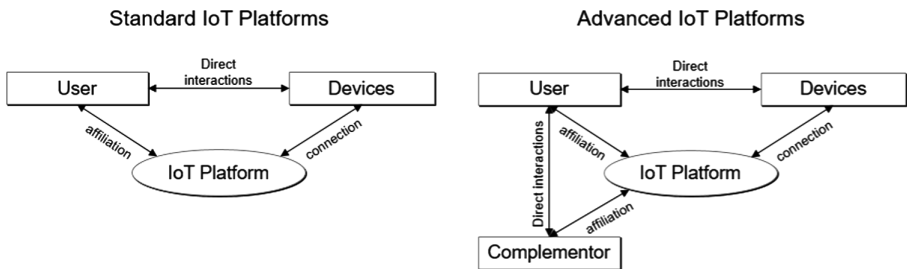 Standard IoT Platforms
User
Direct
interactions
Devices
affiliation
connection
IoT Platform
Advanced IoT Platforms
User
Direct
interactions
Devices
Direct interactions
affiliation
connection
IoT Platform
affiliation
Complementor